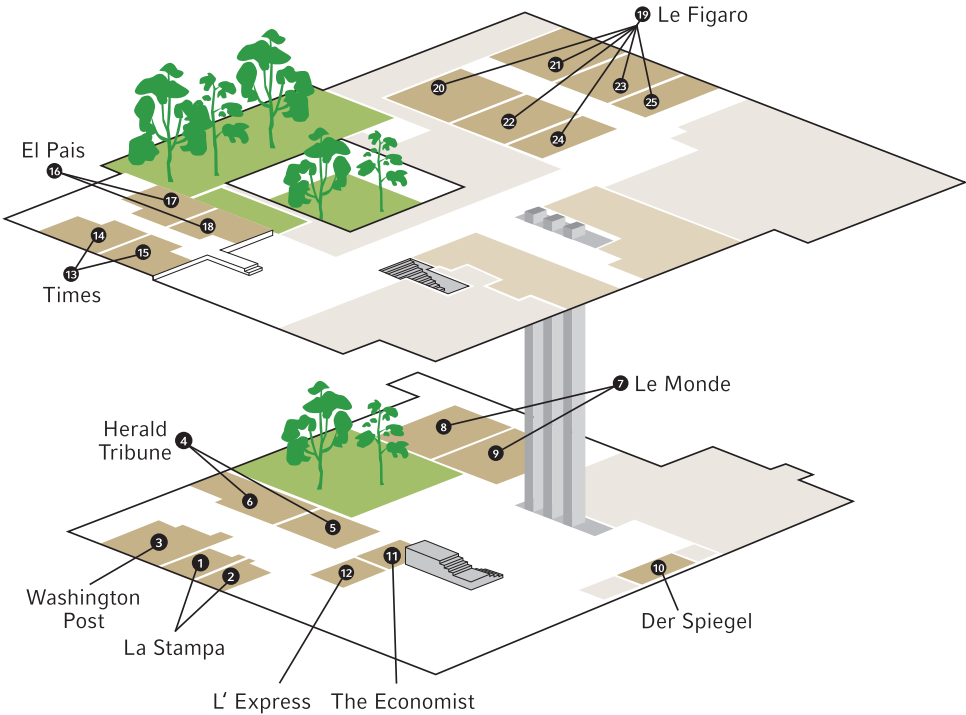 19 Le Figaro
21
20
23
25
22
24
El Pais
16
17
18
14
15
13
Times
7 Le Monde
8
9
Herald
Tribune
4
6
5
3
1
2
11
12
10
Washington
Post
La Stampa
Der Spiegel
L' Express
The Economist